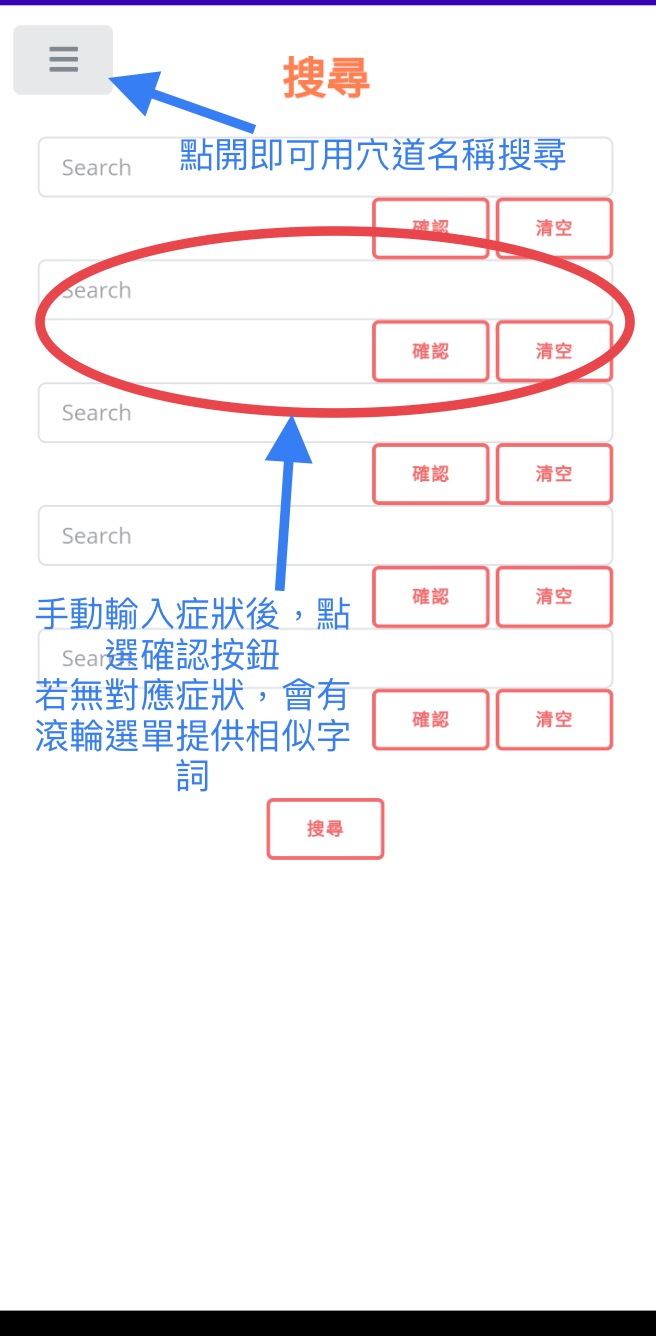 搜尋
點開即可用穴道名稱搜尋
Search
確認 清空
Search
確認 清空
Search
確認 清空
Search
確認 清空
手動輸入症狀後，點
選確認按鈕
Search
若無對應症狀，會有
滾輪選單提供相似字
詞
確認 清空
搜尋